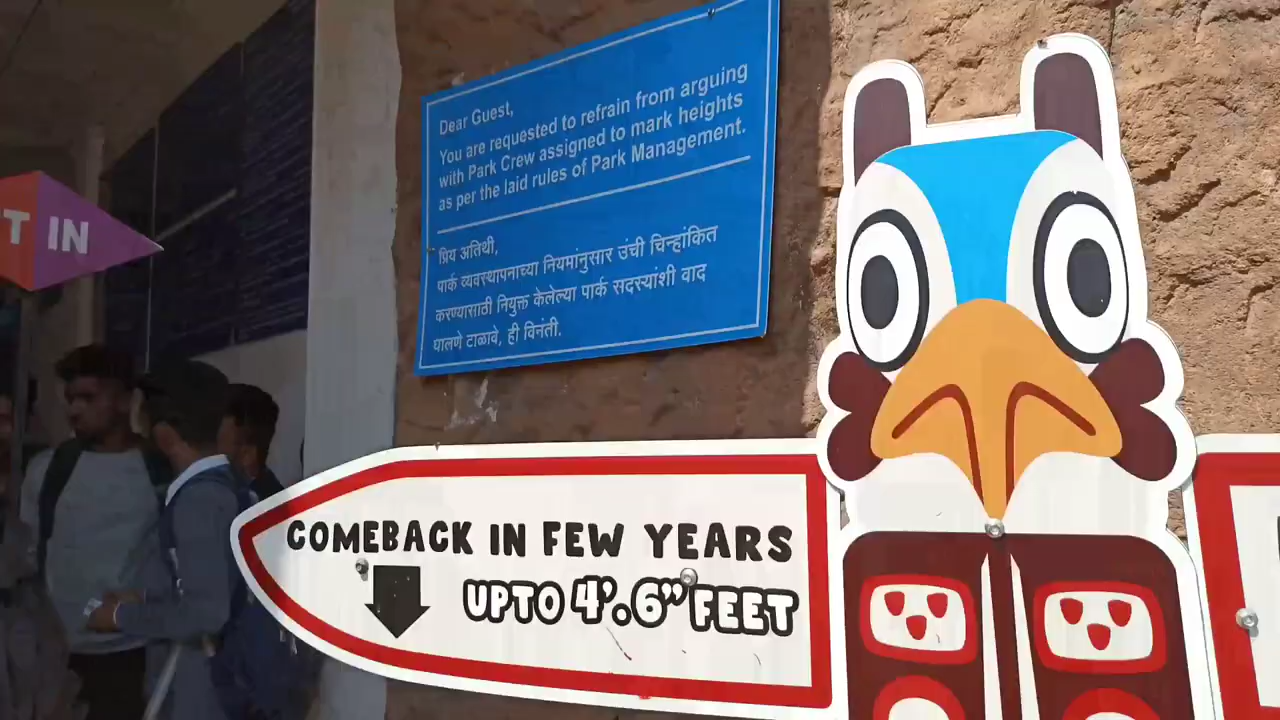 Dear Guest,
You are requested to refrain from arguing
with Park Crew assigned to mark heights
as per the laid rules of Park Management.
प्रिय अतिथी,
पार्क व्यवस्थापनाच्या नियमांनुसार उंची चिन्हांकित
करण्यासाठी नियुक्त केलेल्या पार्क सदस्यांशी वाद
घालणे टाळावे, ही विनंती.
T IN
COMEBACK IN FEW YEARS
UPTO 4'.6" FEET